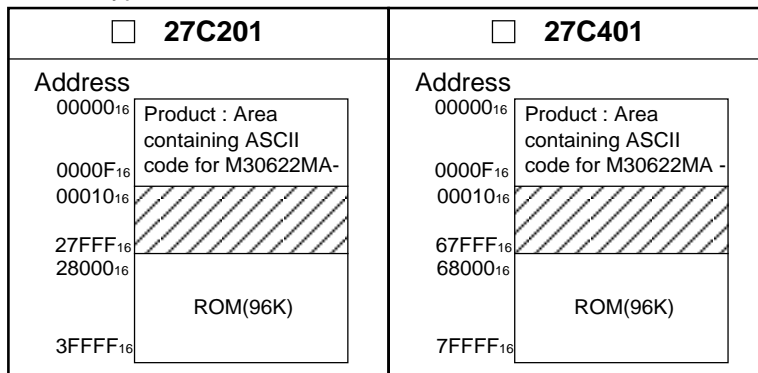 □ 27C201
Address
00000₁₆
Product : Area
containing ASCII
code for M30622MA-
0000F₁₆
00010₁₆
27FFF₁₆
28000₁₆
ROM(96K)
3FFFF₁₆
□ 27C401
Address
00000₁₆
Product : Area
containing ASCII
code for M30622MA -
0000F₁₆
00010₁₆
67FFF₁₆
68000₁₆
ROM(96K)
7FFFF₁₆